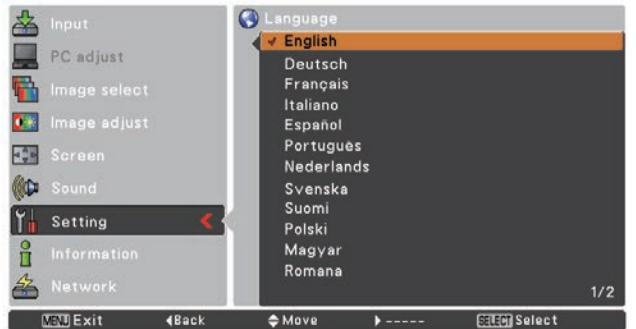 Input
PC adjust
Image select
Image adjust
Screen
Sound
Setting
Information
Network
Language
English
Deutsch
Français
Italiano
Español
Português
Nederlands
Svenska
Suomi
Polski
Magyar
Romana
1/2
MENU Exit
Back
Move
-----
SELECT Select